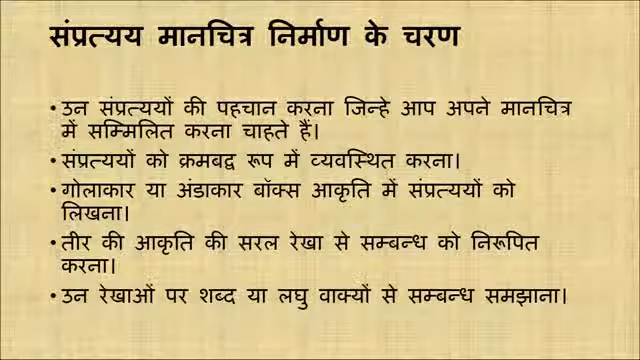 संप्रत्यय मानचित्र निर्माण के चरण
• उन संप्रत्ययों की पहचान करना जिन्हे आप अपने मानचित्र
में सम्मिलित करना चाहते हैं।
• संप्रत्ययों को क्रमबद्व रूप में व्यवस्थित करना।
• गोलाकार या अंडाकार बॉक्स आकृति में संप्रत्ययों को
लिखना।
• तीर की आकृति की सरल रेखा से सम्बन्ध को निरूपित
करना।
• उन रेखाओं पर शब्द या लघु वाक्यों से सम्बन्ध समझाना।